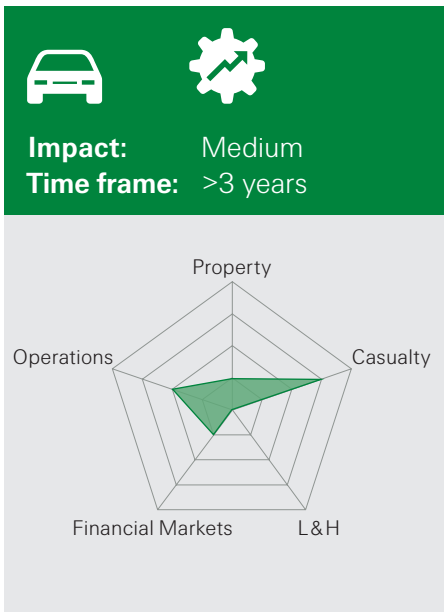 Impact: Medium
Time frame: >3 years
Property
Operations
Casualty
Financial Markets
L&H